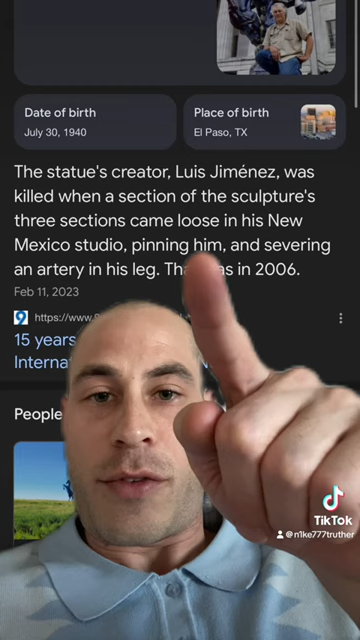 Date of birth
July 30, 1940
Place of birth
El Paso, TX
The statue's creator, Luis Jiménez, was
killed when a section of the sculpture's
three sections came loose in his New
Mexico studio, pinning him, and severing
an artery in his leg. as in 2006.
Feb 11, 2023
9
https://www.
15 years
Interna
People
TikTok
@n1ke777truther